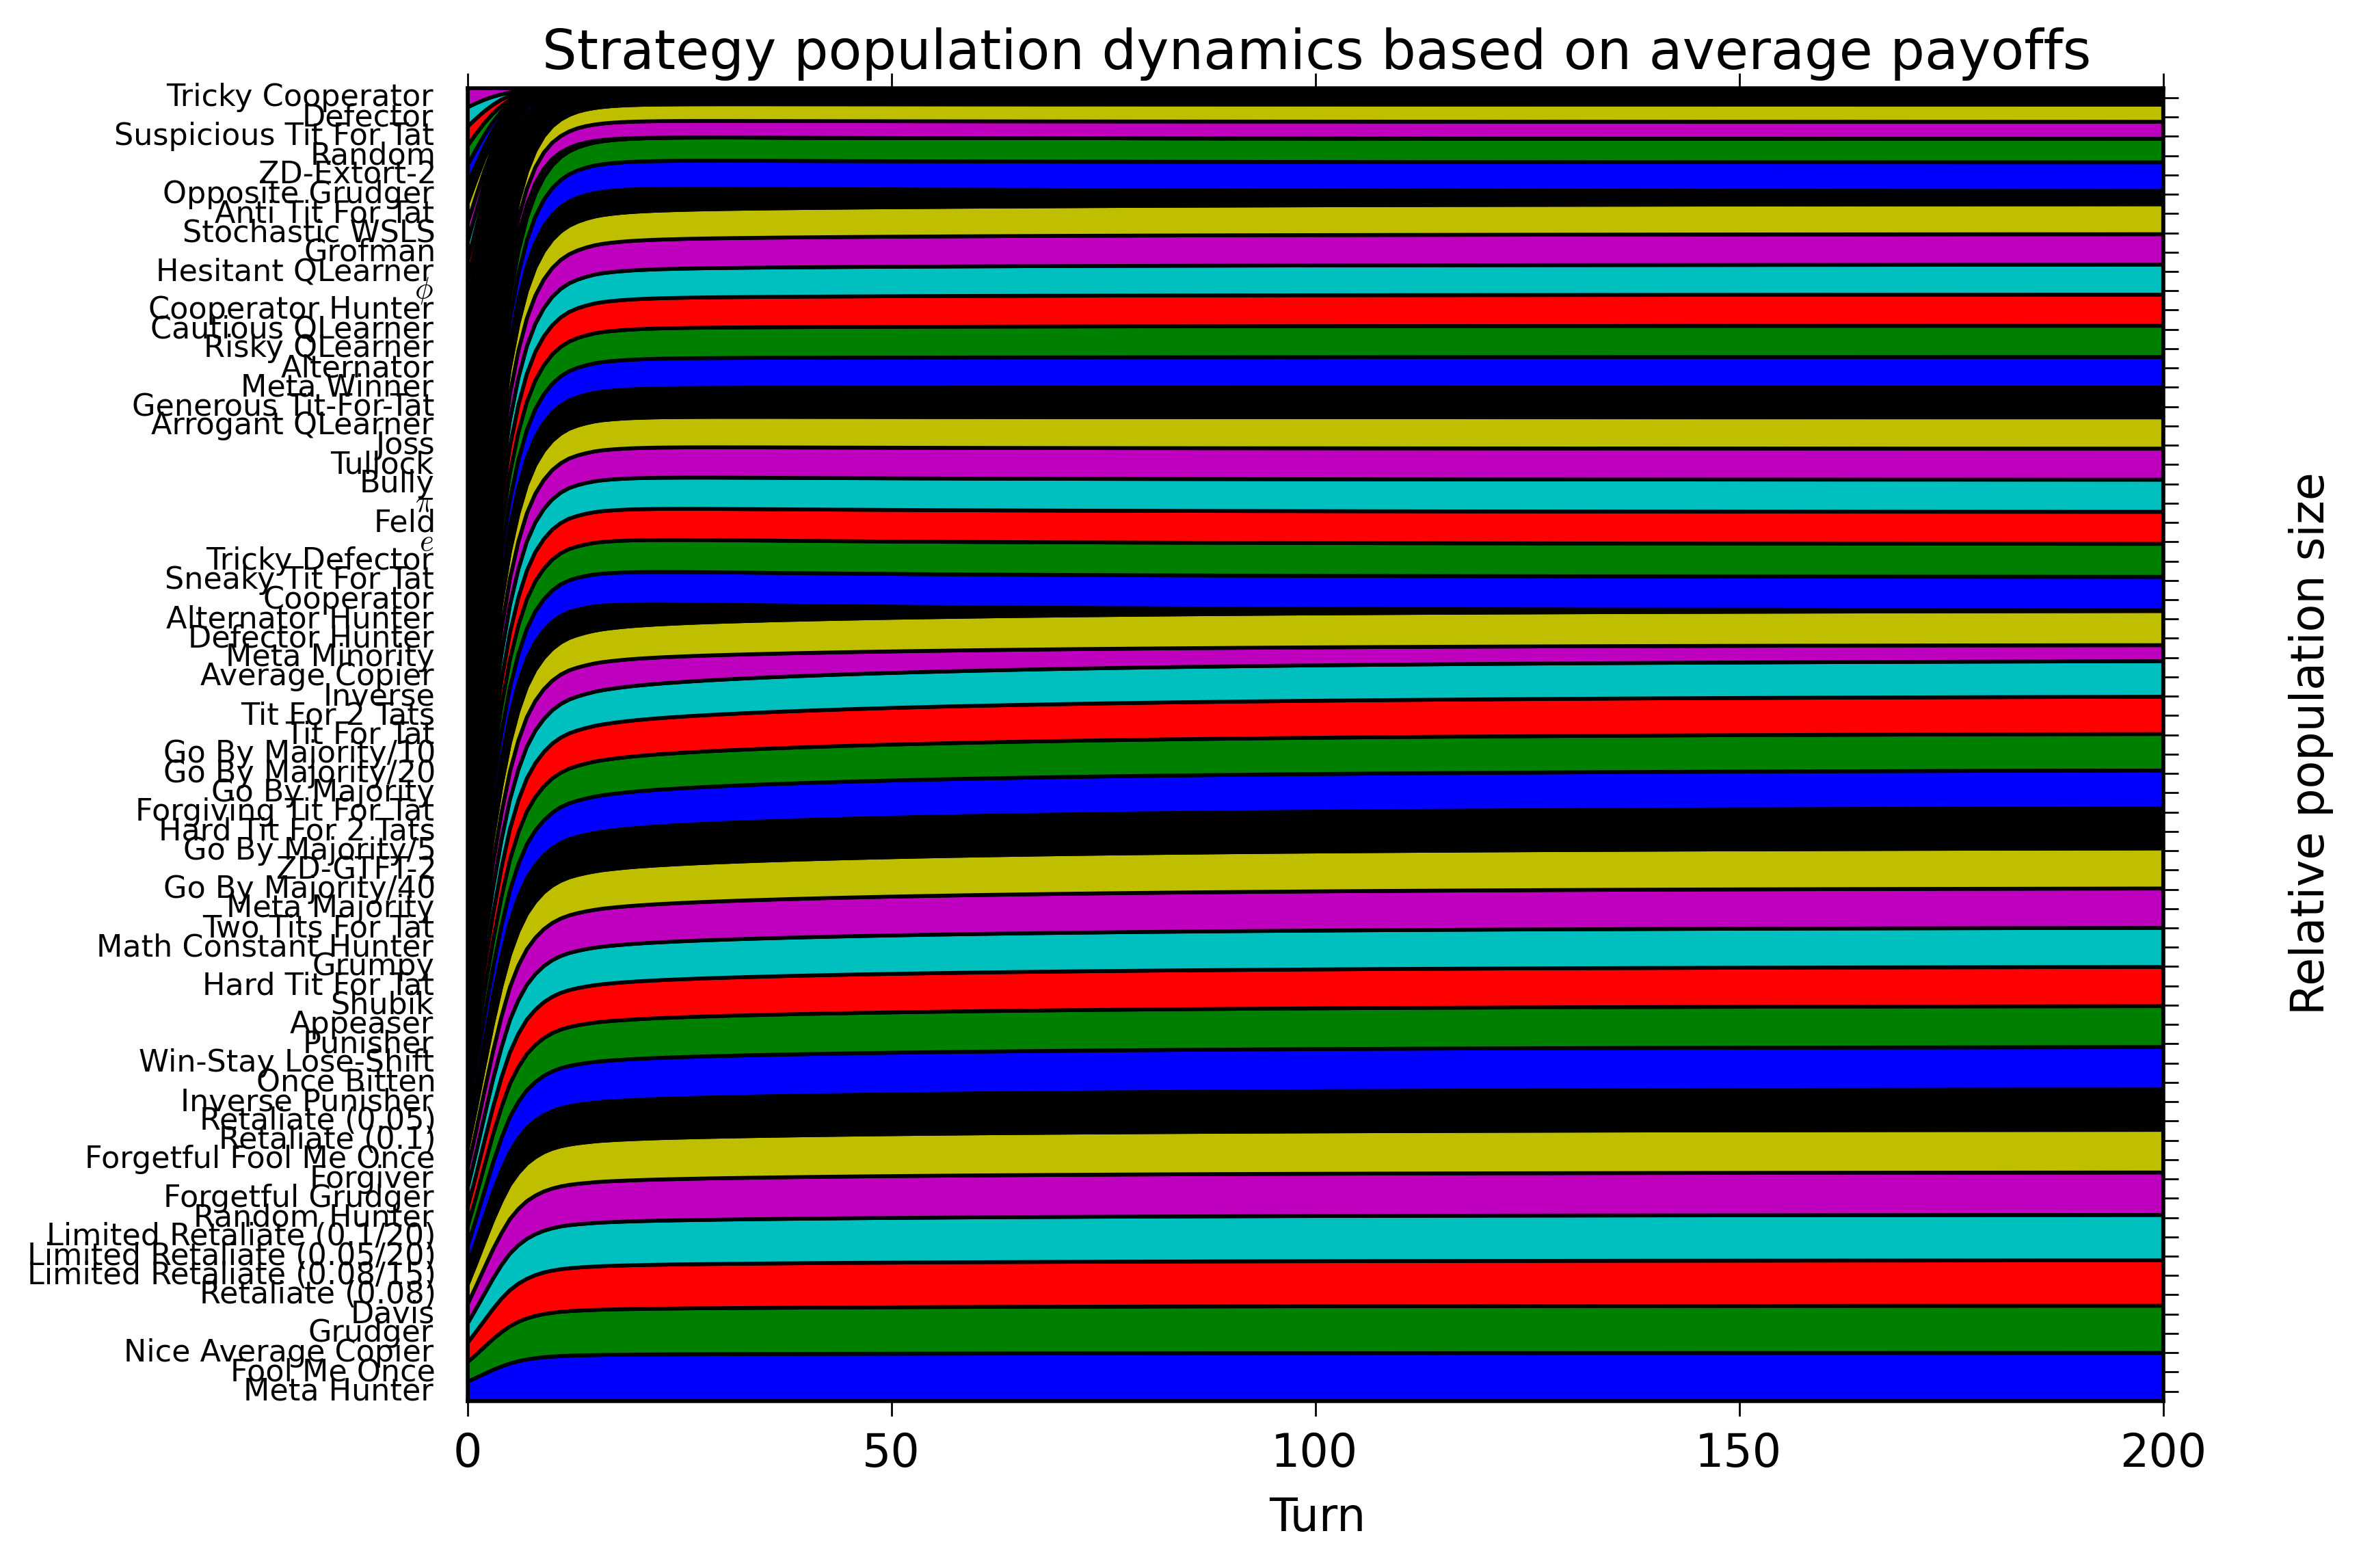 Strategy population dynamics based on average payoffs
Tricky Cooperator
Defector
Suspicious Tit For Tat
Random
ZD-Extort-2
Opposite Grudger
Anti Tit For Tat
Stochastic WSLS
Grofman
Hesitant QLearner
ϕ
Cooperator Hunter
Cautious QLearner
Risky QLearner
Alternator
Meta Winner
Generous Tit-For-Tat
Arrogant QLearner
Joss
Tullock
Bully
π
Feld
e
Tricky Defector
Sneaky Tit For Tat
Cooperator
Alternator Hunter
Defector Hunter
Meta Minority
Average Copier
Inverse
Tit For 2 Tats
Tit For Tat
Go By Majority/10
Go By Majority/20
Go By Majority
Forgiving Tit For Tat
Hard Tit For 2 Tats
Go By Majority/5
ZD-GTFT-2
Go By Majority/40
Meta Majority
Two Tits For Tat
Math Constant Hunter
Grumpy
Hard Tit For Tat
Shubik
Appeaser
Punisher
Win-Stay Lose-Shift
Once Bitten
Inverse Punisher
Retaliate (0.05)
Retaliate (0.1)
Forgetful Fool Me Once
Forgiver
Forgetful Grudger
Random Hunter
Limited Retaliate (0.1/20)
Limited Retaliate (0.05/20)
Limited Retaliate (0.08/15)
Retaliate (0.08)
Davis
Grudger
Nice Average Copier
Fool Me Once
Meta Hunter
0 50 100 150 200
Turn
Relative population size